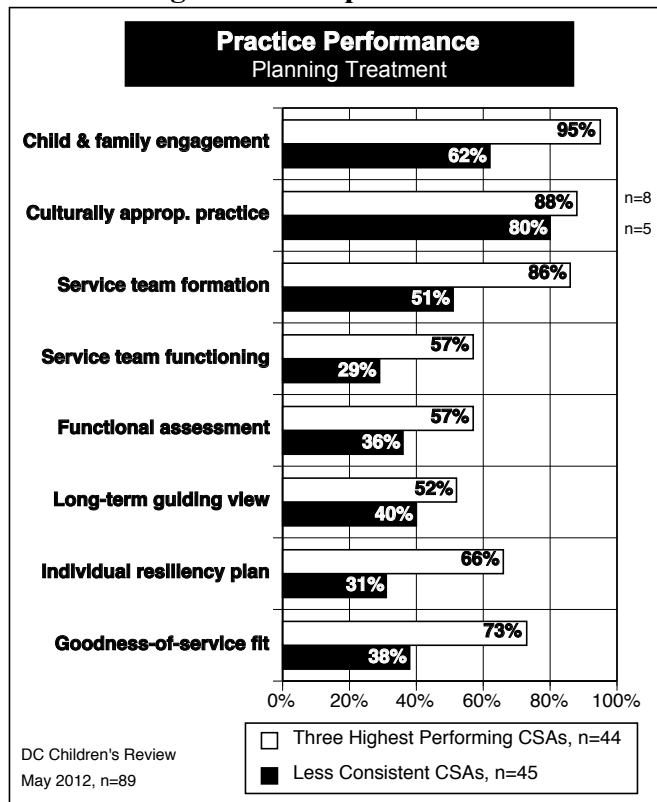 Practice Performance
Planning Treatment
Child & family engagement
95%
62%
Culturally approp. practice
88%
n=8
80%
n=5
Service team formation
86%
51%
Service team functioning
57%
29%
Functional assessment
57%
36%
Long-term guiding view
52%
40%
Individual resiliency plan
66%
31%
Goodness-of-service fit
73%
38%
0% 20% 40% 60% 80% 100%
Three Highest Performing CSAs, n=44
Less Consistent CSAs, n=45
DC Children's Review
May 2012, n=89